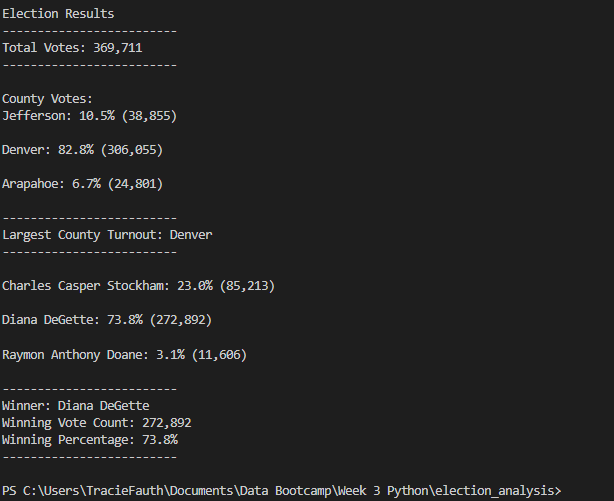 Election Results
-------------------------
Total Votes: 369,711
-------------------------
County Votes:
Jefferson: 10.5% (38,855)
Denver: 82.8% (306,055)
Arapahoe: 6.7% (24,801)
-------------------------
Largest County Turnout: Denver
-------------------------
Charles Casper Stockham: 23.0% (85,213)
Diana DeGette: 73.8% (272,892)
Raymon Anthony Doane: 3.1% (11,606)
-------------------------
Winner: Diana DeGette
Winning Vote Count: 272,892
Winning Percentage: 73.8%
-------------------------
PS C:\Users\TracieFauth\Documents\Data Bootcamp\Week 3 Python\election_analysis>